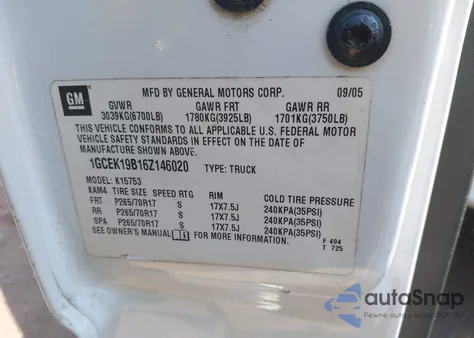 GM
MFD BY GENERAL MOTORS CORP. 09/05
GVWR GAWR FRT GAWR RR
3039KG(6700LB) 1780KG(3925LB) 1701KG(3750LB)
THIS VEHICLE CONFORMS TO ALL APPLICABLE U.S. FEDERAL MOTOR
VEHICLE SAFETY STANDARDS IN EFFECT ON THE DATE OF
MANUFACTURE SHOWN ABOVE.
1GCEK19B16Z146020 TYPE: TRUCK
MODEL: K15753
KAM4 TIRE SIZE SPEED RTG RIM COLD TIRE PRESSURE
FRT P265/70R17 S 17X7.5J 240KPA(35PSI)
RR P265/70R17 S 17X7.5J 240KPA(35PSI)
SPA P265/70R17 S 17X7.5J 240KPA(35PSI)
SEE OWNER'S MANUAL FOR MORE INFORMATION.
F 494
T 725
autoSnap
Pewne auto pojawiło się